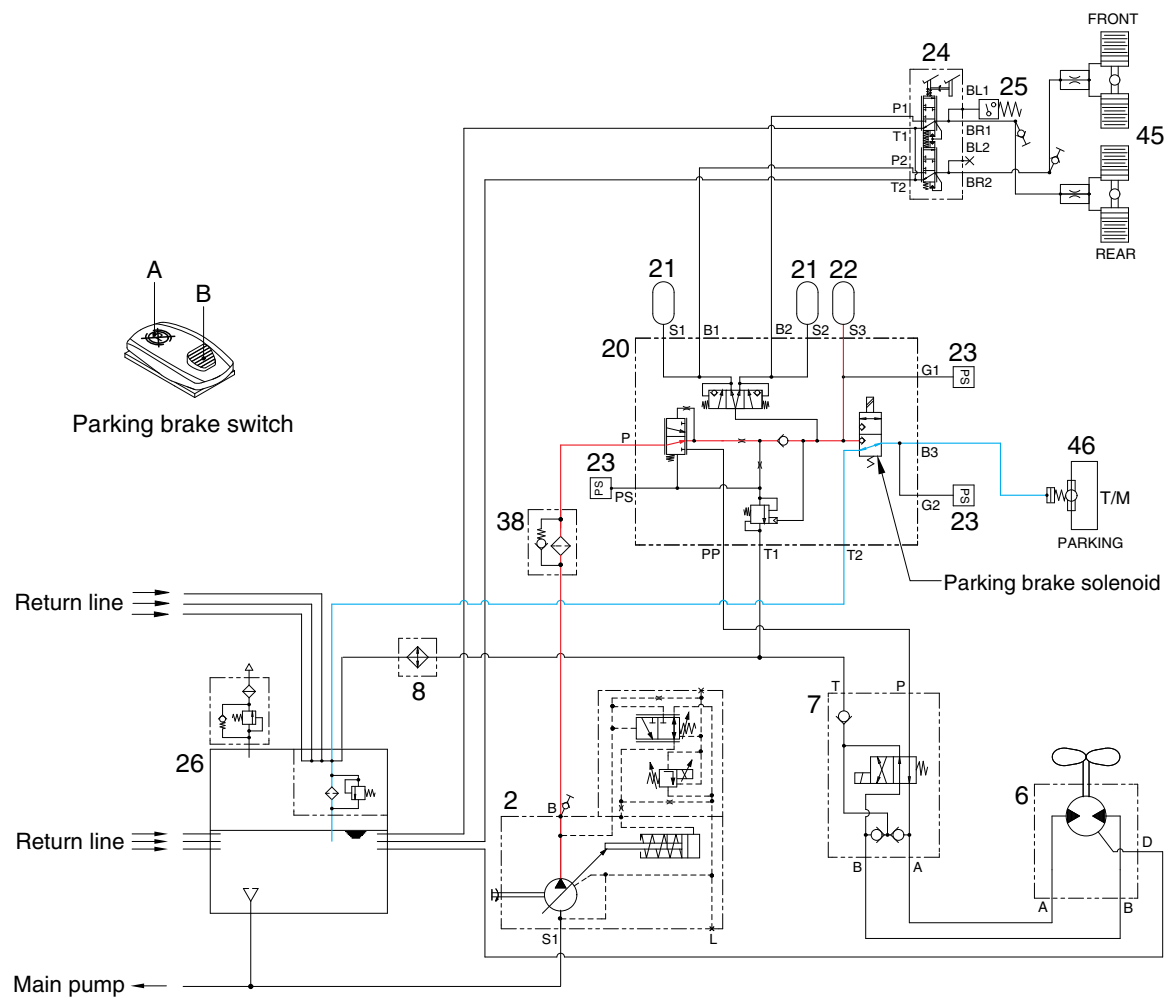 FRONT
24
BL1 25
P1
T1 BR1
BL2
45
P2
T2 BR2
REAR
A
B
Parking brake switch
21 21 22
S1 B1 B2 S2 S3
20
G1 23
PS
P
B3
46
23
PS
PS
G2
PS
23
T/M
PARKING
38
PP T1 T2
Parking brake solenoid
Return line
8
T P
7
26
2
B
6
Return line
D
B A
A B
S1 L
Main pump